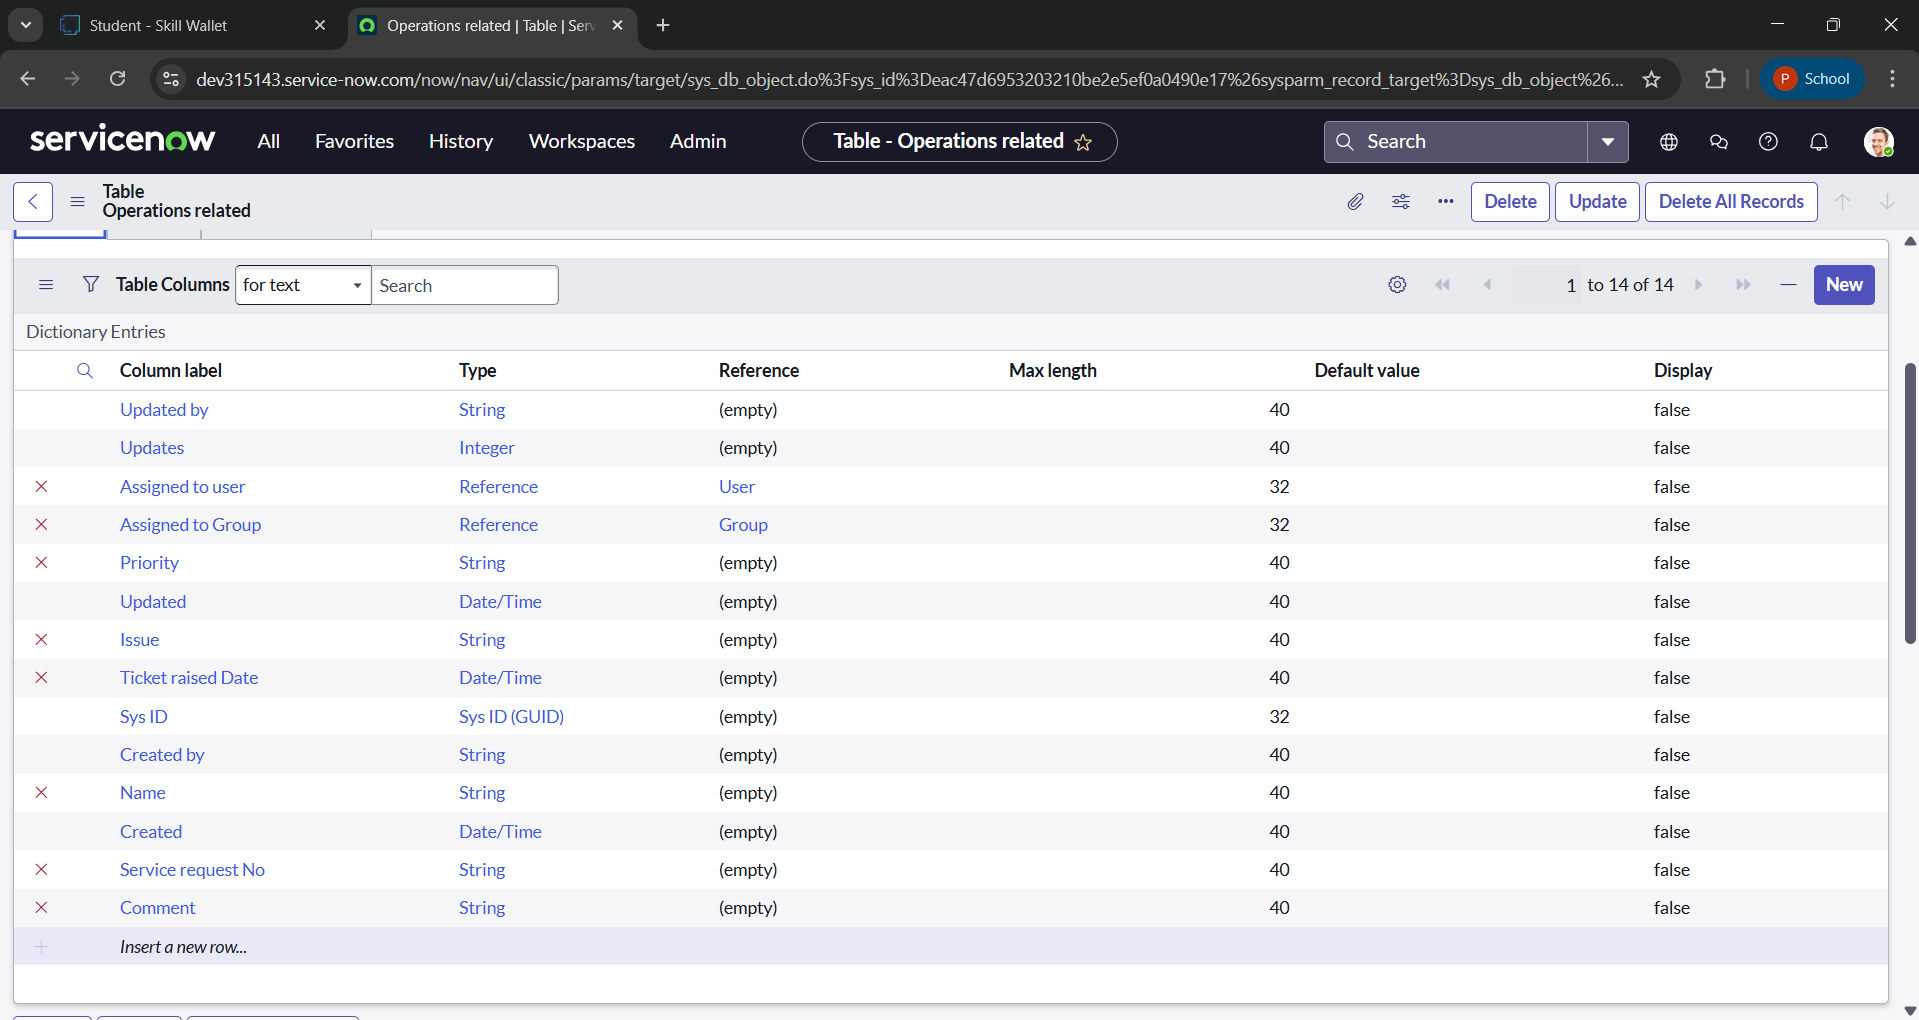 Student - Skill Wallet
Operations related | Table | Serv
dev315143.service-now.com/now/nav/ui/classic/params/target/sys_db_object.do%3Fsys_id%3Deac47d6953203210be2e5ef0a0490e17%26sysparm_record_target%3Dsys_db_object%26...
P School
servicenow All Favorites History Workspaces Admin Table - Operations related Search
Table
Operations related
Delete Update Delete All Records
Table Columns for text Search 1 to 14 of 14 New
Dictionary Entries
Column label Type Reference Max length Default value Display
Updated by String (empty) 40 false
Updates Integer (empty) 40 false
Assigned to user Reference User 32 false
Assigned to Group Reference Group 32 false
Priority String (empty) 40 false
Updated Date/Time (empty) 40 false
Issue String (empty) 40 false
Ticket raised Date Date/Time (empty) 40 false
Sys ID Sys ID (GUID) (empty) 32 false
Created by String (empty) 40 false
Name String (empty) 40 false
Created Date/Time (empty) 40 false
Service request No String (empty) 40 false
Comment String (empty) 40 false
Insert a new row...